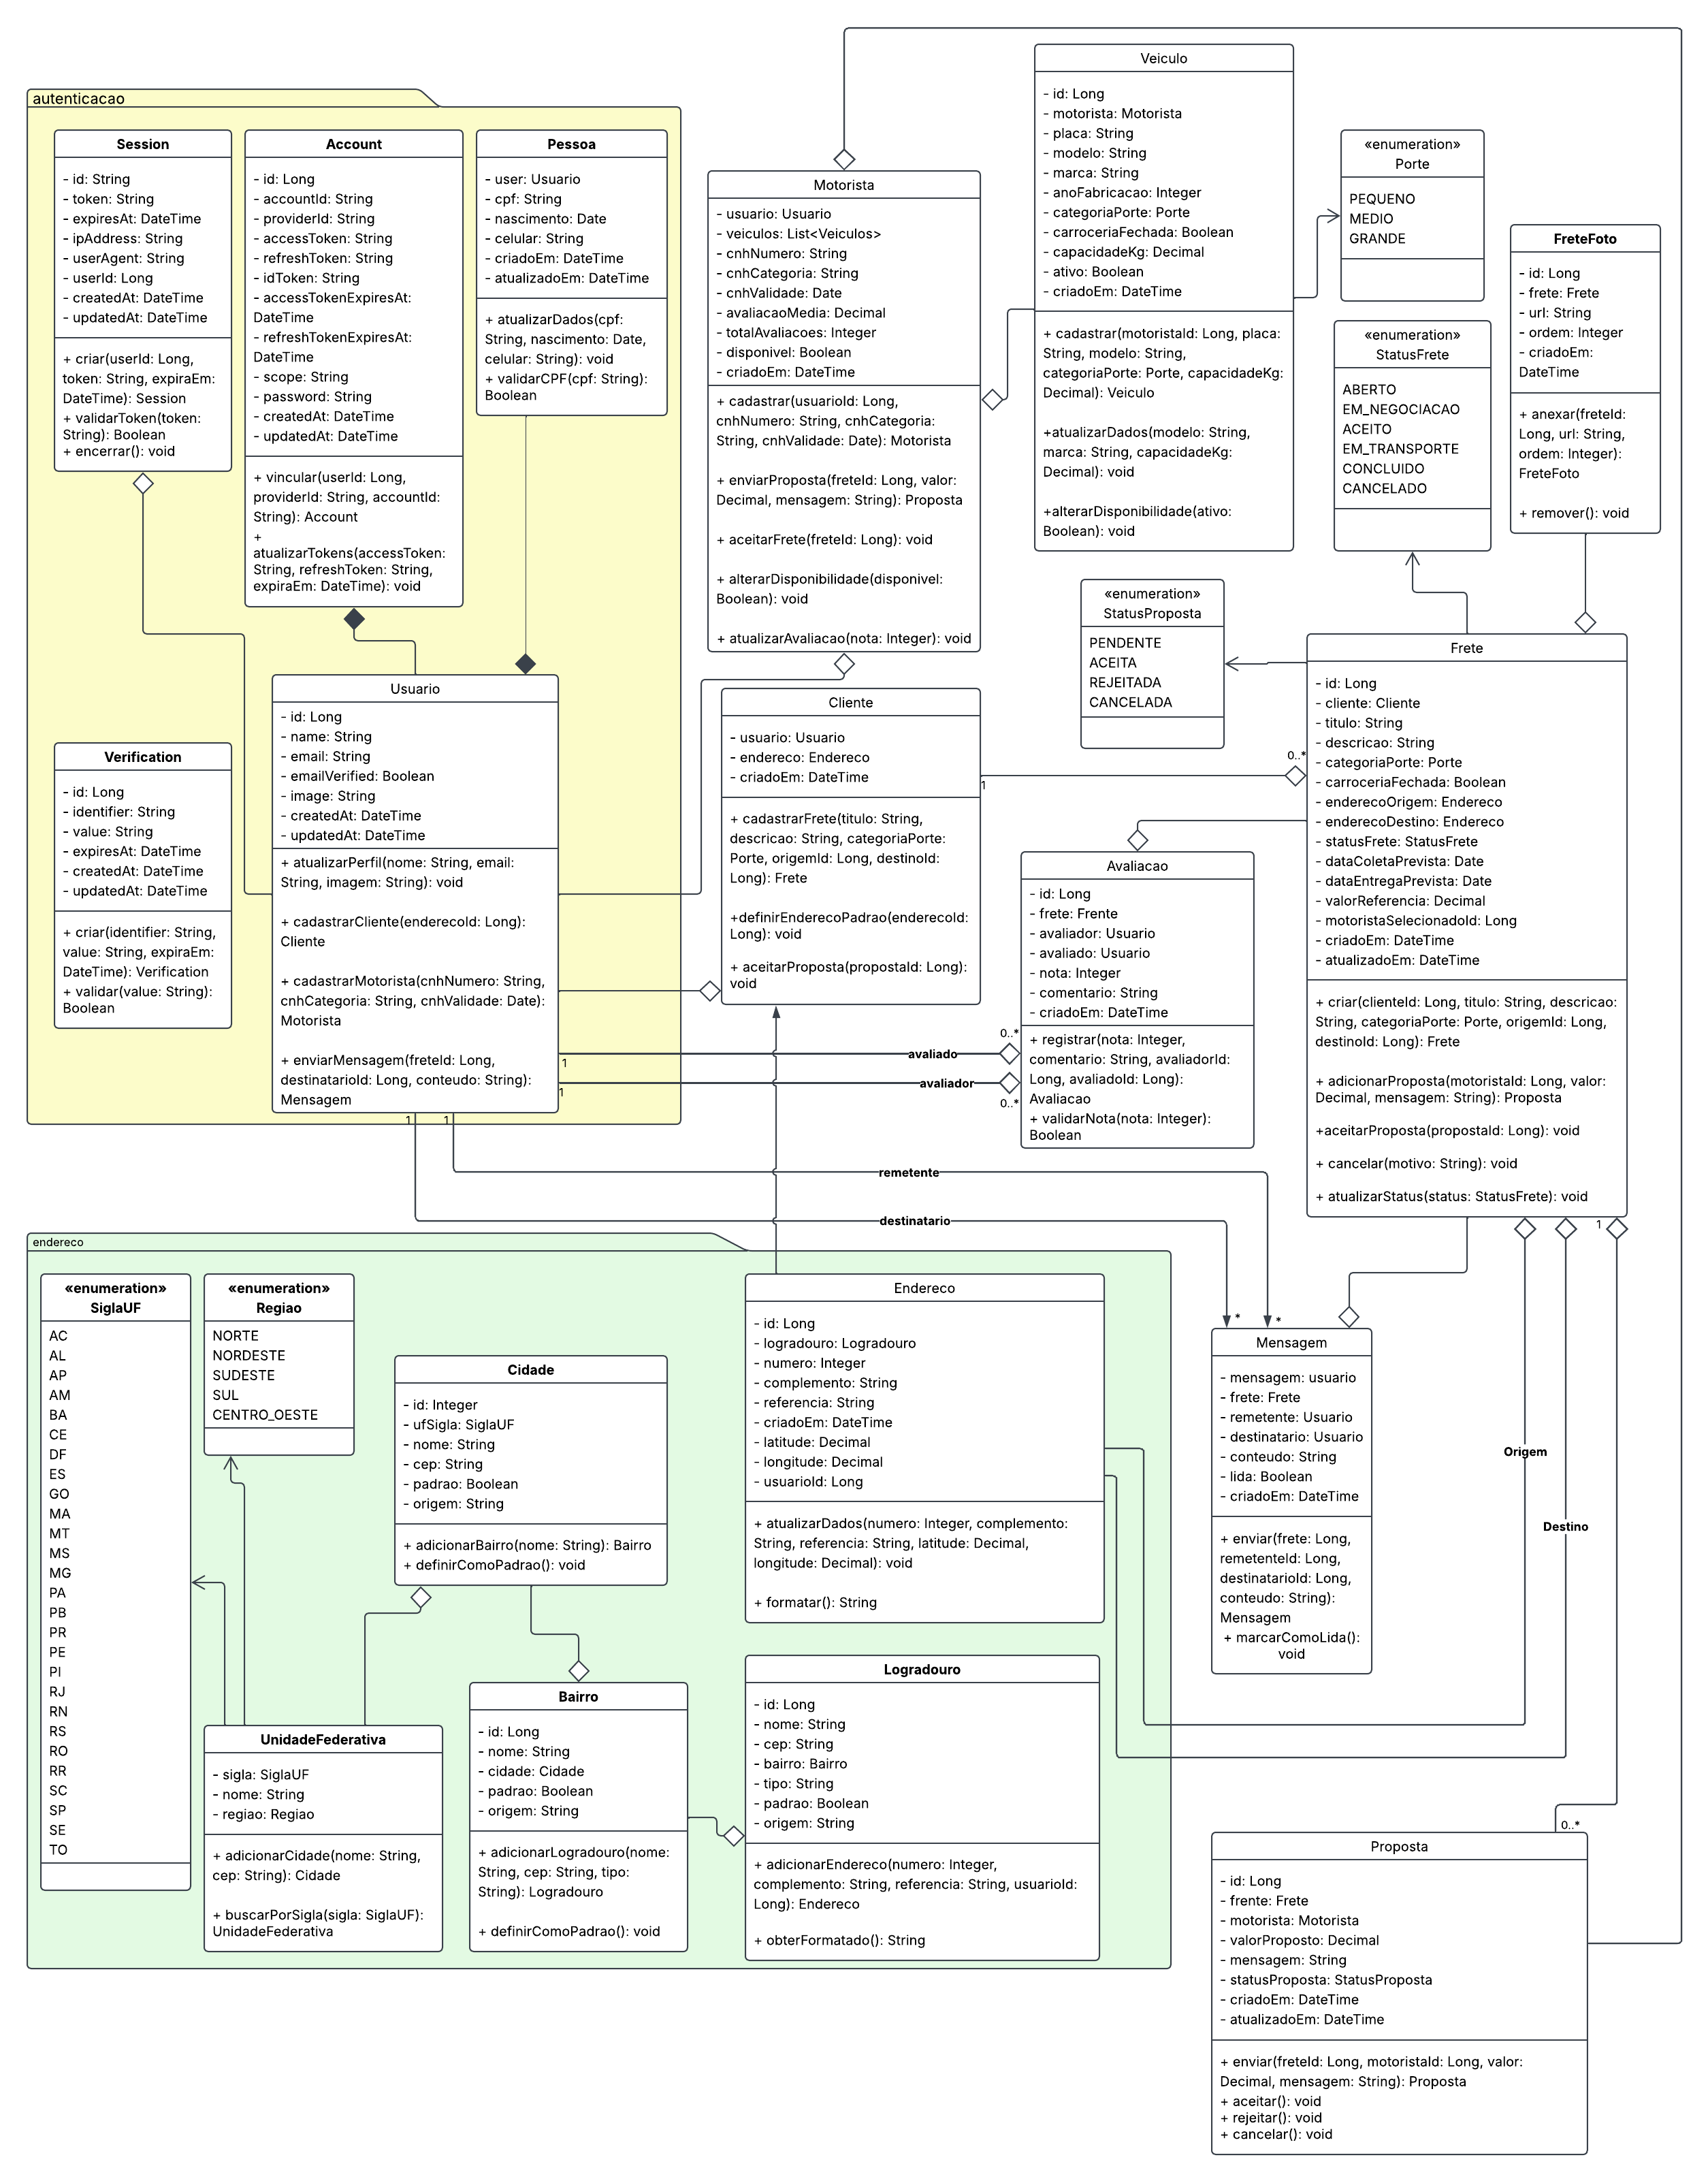 autenticacao
Session
- id: String
- token: String
- expiresAt: DateTime
- ipAddress: String
- userAgent: String
- userId: Long
- createdAt: DateTime
- updatedAt: DateTime
+ criar(userId: Long,
token: String, expiraEm:
DateTime): Session
+ validarToken(token:
String): Boolean
+ encerrar(): void
Account
- id: Long
- accountId: String
- providerId: String
- accessToken: String
- refreshToken: String
- idToken: String
- accessTokenExpiresAt:
DateTime
- refreshTokenExpiresAt:
DateTime
- scope: String
- password: String
- createdAt: DateTime
- updatedAt: DateTime
+ vincular(userId: Long,
providerId: String, accountId:
String): Account
+
atualizarTokens(accessToken:
String, refreshToken: String,
expiraEm: DateTime): void
Pessoa
- user: Usuario
- cpf: String
- nascimento: Date
- celular: String
- criadoEm: DateTime
- atualizadoEm: DateTime
+ atualizarDados(cpf:
String, nascimento: Date,
celular: String): void
+ validarCPF(cpf: String):
Boolean
Verification
- id: Long
- identifier: String
- value: String
- expiresAt: DateTime
- createdAt: DateTime
- updatedAt: DateTime
+ criar(identifier: String,
value: String, expiraEm:
DateTime): Verification
+ validar(value: String):
Boolean
Usuario
- id: Long
- name: String
- email: String
- emailVerified: Boolean
- image: String
- createdAt: DateTime
- updatedAt: DateTime
+ atualizarPerfil(nome: String, email:
String, imagem: String): void
+ cadastrarCliente(enderecoId: Long):
Cliente
+ cadastrarMotorista(cnhNumero: String,
cnhCategoria: String, cnhValidade: Date):
Motorista
+ enviarMensagem(freteId: Long,
destinatarioId: Long, conteudo: String):
Mensagem
Motorista
- usuario: Usuario
- veiculos: List<Veiculos>
- cnhNumero: String
- cnhCategoria: String
- cnhValidade: Date
- avaliacaoMedia: Decimal
- totalAvaliacoes: Integer
- disponivel: Boolean
- criadoEm: DateTime
+ cadastrar(usuarioId: Long,
cnhNumero: String, cnhCategoria:
String, cnhValidade: Date): Motorista
+ enviarProposta(freteId: Long, valor:
Decimal, mensagem: String): Proposta
+ aceitarFrete(freteId: Long): void
+ alterarDisponibilidade(disponivel:
Boolean): void
+ atualizarAvaliacao(nota: Integer): void
Veiculo
- id: Long
- motorista: Motorista
- placa: String
- modelo: String
- marca: String
- anoFabricacao: Integer
- categoriaPorte: Porte
- carroceriaFechada: Boolean
- capacidadeKg: Decimal
- ativo: Boolean
- criadoEm: DateTime
+ cadastrar(motoristaId: Long, placa:
String, modelo: String,
categoriaPorte: Porte, capacidadeKg:
Decimal): Veiculo
+atualizarDados(modelo: String,
marca: String, capacidadeKg:
Decimal): void
+alterarDisponibilidade(ativo:
Boolean): void
«enumeration»
Porte
PEQUENO
MEDIO
GRANDE
«enumeration»
StatusFrete
ABERTO
EM_NEGOCIACAO
ACEITO
EM_TRANSPORTE
CONCLUIDO
CANCELADO
FreteFoto
- id: Long
- frete: Frete
- url: String
- ordem: Integer
- criadoEm:
DateTime
+ anexar(freteId:
Long, url: String,
ordem: Integer):
FreteFoto
+ remover(): void
«enumeration»
StatusProposta
PENDENTE
ACEITA
REJEITADA
CANCELADA
Cliente
- usuario: Usuario
- endereco: Endereco
- criadoEm: DateTime
+ cadastrarFrete(titulo: String,
descricao: String, categoriaPorte:
Porte, origemId: Long, destinoId:
Long): Frete
+definirEnderecoPadrao(enderecoId:
Long): void
+ aceitarProposta(propostaId: Long):
void
1
0..*
Frete
- id: Long
- cliente: Cliente
- titulo: String
- descricao: String
- categoriaPorte: Porte
- carroceriaFechada: Boolean
- enderecoOrigem: Endereco
- enderecoDestino: Endereco
- statusFrete: StatusFrete
- dataColetaPrevista: Date
- dataEntregaPrevista: Date
- valorReferencia: Decimal
- motoristaSelecionadoId: Long
- criadoEm: DateTime
- atualizadoEm: DateTime
+ criar(clienteId: Long, titulo: String, descricao:
String, categoriaPorte: Porte, origemId: Long,
destinoId: Long): Frete
+ adicionarProposta(motoristaId: Long, valor:
Decimal, mensagem: String): Proposta
+aceitarProposta(propostaId: Long): void
+ cancelar(motivo: String): void
+ atualizarStatus(status: StatusFrete): void
Avaliacao
- id: Long
- frete: Frente
- avaliador: Usuario
- avaliado: Usuario
- nota: Integer
- comentario: String
- criadoEm: DateTime
+ registrar(nota: Integer,
comentario: String, avaliadorId:
Long, avaliadoId: Long):
Avaliacao
+ validarNota(nota: Integer):
Boolean
1
avaliado
0..*
1
avaliador
0..*
1
1
remetente
destinatario
*
*
1
endereco
«enumeration»
SiglaUF
AC
AL
AP
AM
BA
CE
DF
ES
GO
MA
MT
MS
MG
PA
PB
PR
PE
PI
RJ
RN
RS
RO
RR
SC
SP
SE
TO
«enumeration»
Regiao
NORTE
NORDESTE
SUDESTE
SUL
CENTRO_OESTE
Cidade
- id: Integer
- ufSigla: SiglaUF
- nome: String
- cep: String
- padrao: Boolean
- origem: String
+ adicionarBairro(nome: String): Bairro
+ definirComoPadrao(): void
Endereco
- id: Long
- logradouro: Logradouro
- numero: Integer
- complemento: String
- referencia: String
- criadoEm: DateTime
- latitude: Decimal
- longitude: Decimal
- usuarioId: Long
+ atualizarDados(numero: Integer, complemento:
String, referencia: String, latitude: Decimal,
longitude: Decimal): void
+ formatar(): String
Mensagem
- mensagem: usuario
- frete: Frete
- remetente: Usuario
- destinatario: Usuario
- conteudo: String
- lida: Boolean
- criadoEm: DateTime
+ enviar(frete: Long,
remetenteId: Long,
destinatarioId: Long,
conteudo: String):
Mensagem
+ marcarComoLida():
void
Origem
Destino
UnidadeFederativa
- sigla: SiglaUF
- nome: String
- regiao: Regiao
+ adicionarCidade(nome: String,
cep: String): Cidade
+ buscarPorSigla(sigla: SiglaUF):
UnidadeFederativa
Bairro
- id: Long
- nome: String
- cidade: Cidade
- padrao: Boolean
- origem: String
+ adicionarLogradouro(nome:
String, cep: String, tipo:
String): Logradouro
+ definirComoPadrao(): void
Logradouro
- id: Long
- nome: String
- cep: String
- bairro: Bairro
- tipo: String
- padrao: Boolean
- origem: String
+ adicionarEndereco(numero: Integer,
complemento: String, referencia: String, usuarioId:
Long): Endereco
+ obterFormatado(): String
0..*
Proposta
- id: Long
- frente: Frete
- motorista: Motorista
- valorProposto: Decimal
- mensagem: String
- statusProposta: StatusProposta
- criadoEm: DateTime
- atualizadoEm: DateTime
+ enviar(freteId: Long, motoristaId: Long, valor:
Decimal, mensagem: String): Proposta
+ aceitar(): void
+ rejeitar(): void
+ cancelar(): void